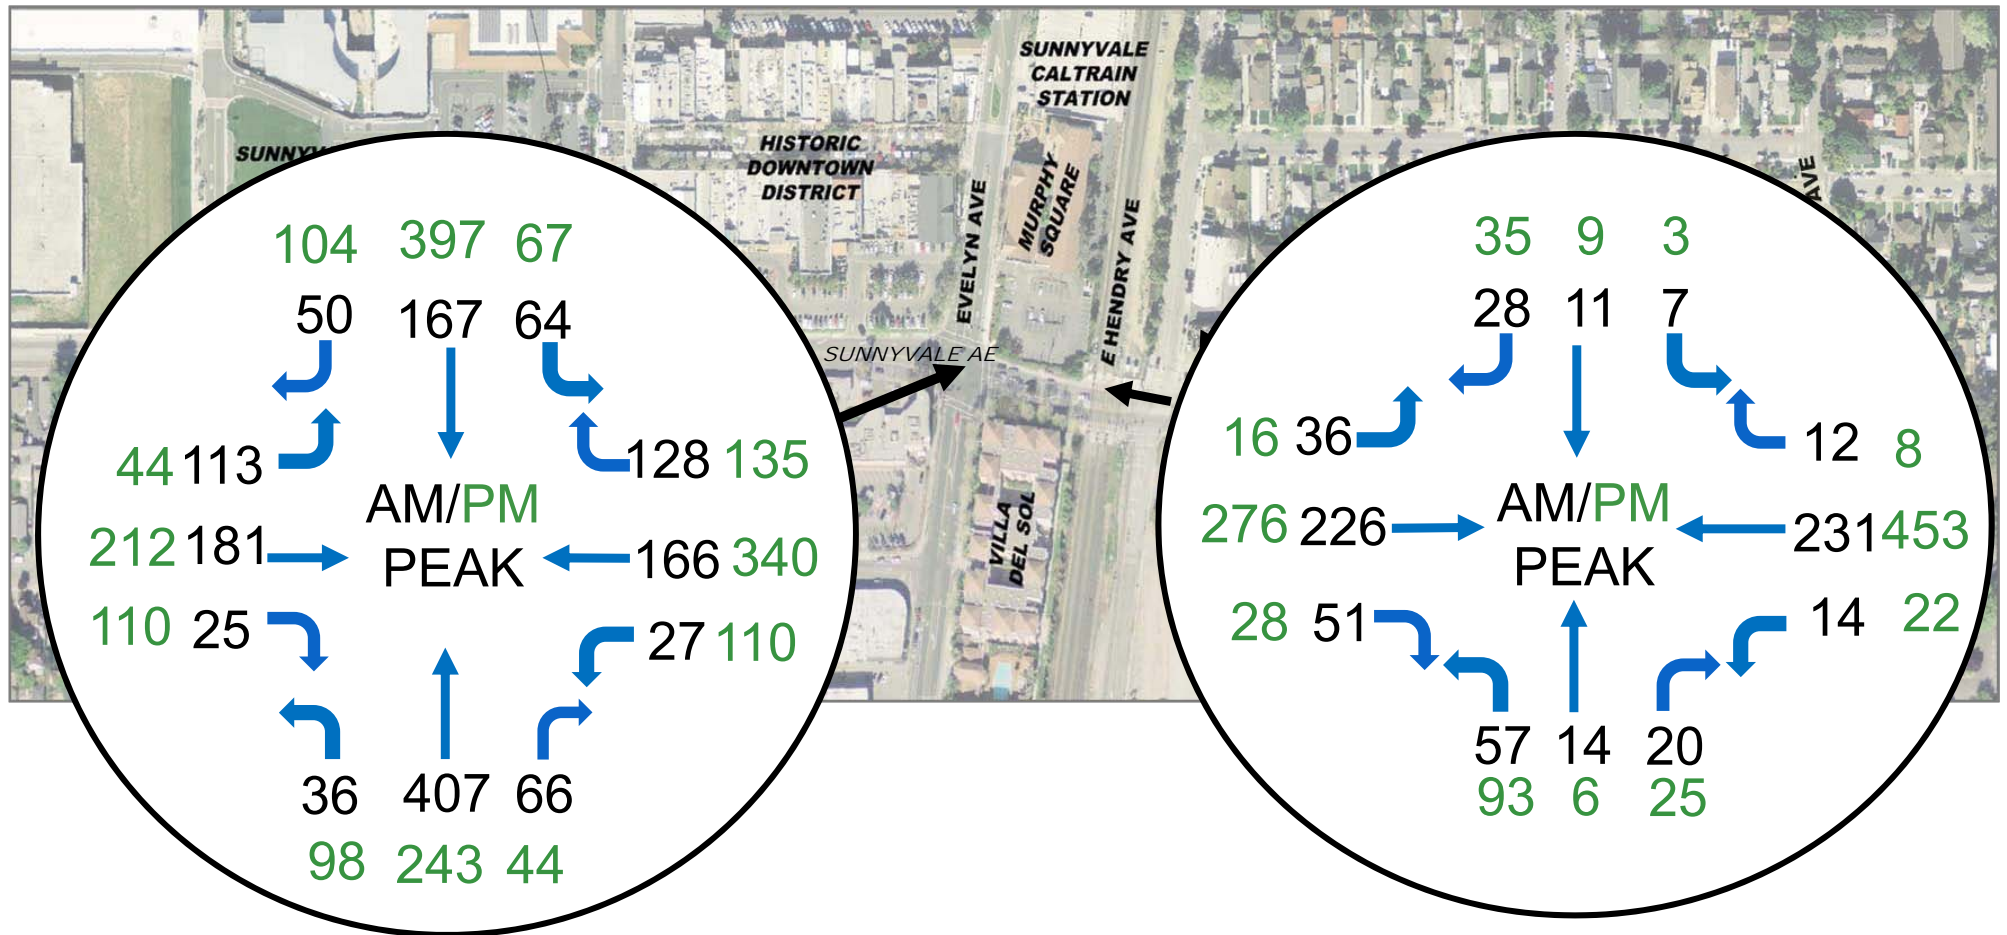 SUNNYVALE
CALTRAIN
STATION
HISTORIC
DOWNTOWN
DISTRICT
MURPHY
SQUARE
EVELYN AVE
E HENDRY AVE
AVE
SUNNYVALE AE
VILLA
DEL SOL
104 397 67
50 167 64
44 113
128 135
AM/PM
PEAK
212 181
166 340
110 25
27 110
36 407 66
98 243 44
35 9 3
28 11 7
16 36
12 8
AM/PM
PEAK
276 226
231 453
28 51
14 22
57 14 20
93 6 25